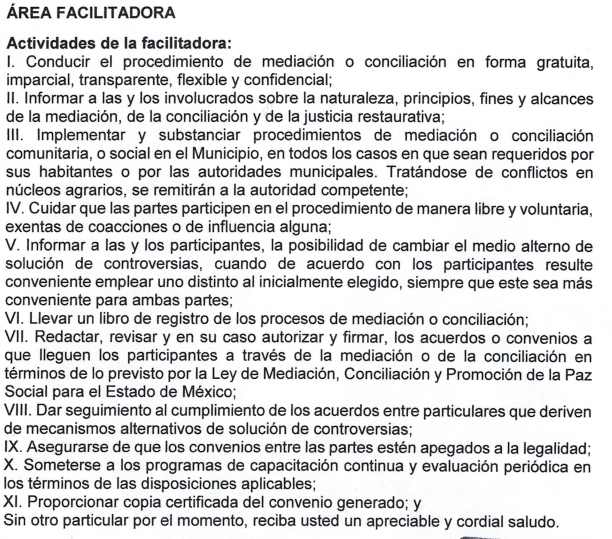 ÁREA FACILITADORA
Actividades de la facilitadora:
I. Conducir el procedimiento de mediación o conciliación en forma gratuita,
imparcial, transparente, flexible y confidencial;
II. Informar a las y los involucrados sobre la naturaleza, principios, fines y alcances
de la mediación, de la conciliación y de la justicia restaurativa;
III. Implementar y substanciar procedimientos de mediación o conciliación
comunitaria, o social en el Municipio, en todos los casos en que sean requeridos por
sus habitantes o por las autoridades municipales. Tratándose de conflictos en
núcleos agrarios, se remitirán a la autoridad competente;
IV. Cuidar que las partes participen en el procedimiento de manera libre y voluntaria,
exentas de coacciones o de influencia alguna;
V. Informar a las y los participantes, la posibilidad de cambiar el medio alterno de
solución de controversias, cuando de acuerdo con los participantes resulte
conveniente emplear uno distinto al inicialmente elegido, siempre que este sea más
conveniente para ambas partes;
VI. Llevar un libro de registro de los procesos de mediación o conciliación;
VII. Redactar, revisar y en su caso autorizar y firmar, los acuerdos o convenios a
que lleguen los participantes a través de la mediación o de la conciliación en
términos de lo previsto por la Ley de Mediación, Conciliación y Promoción de la Paz
Social para el Estado de México;
VIII. Dar seguimiento al cumplimiento de los acuerdos entre particulares que deriven
de mecanismos alternativos de solución de controversias;
IX. Asegurarse de que los convenios entre las partes estén apegados a la legalidad;
X. Someterse a los programas de capacitación continua y evaluación periódica en
los términos de las disposiciones aplicables;
XI. Proporcionar copia certificada del convenio generado; y
Sin otro particular por el momento, reciba usted un apreciable y cordial saludo.